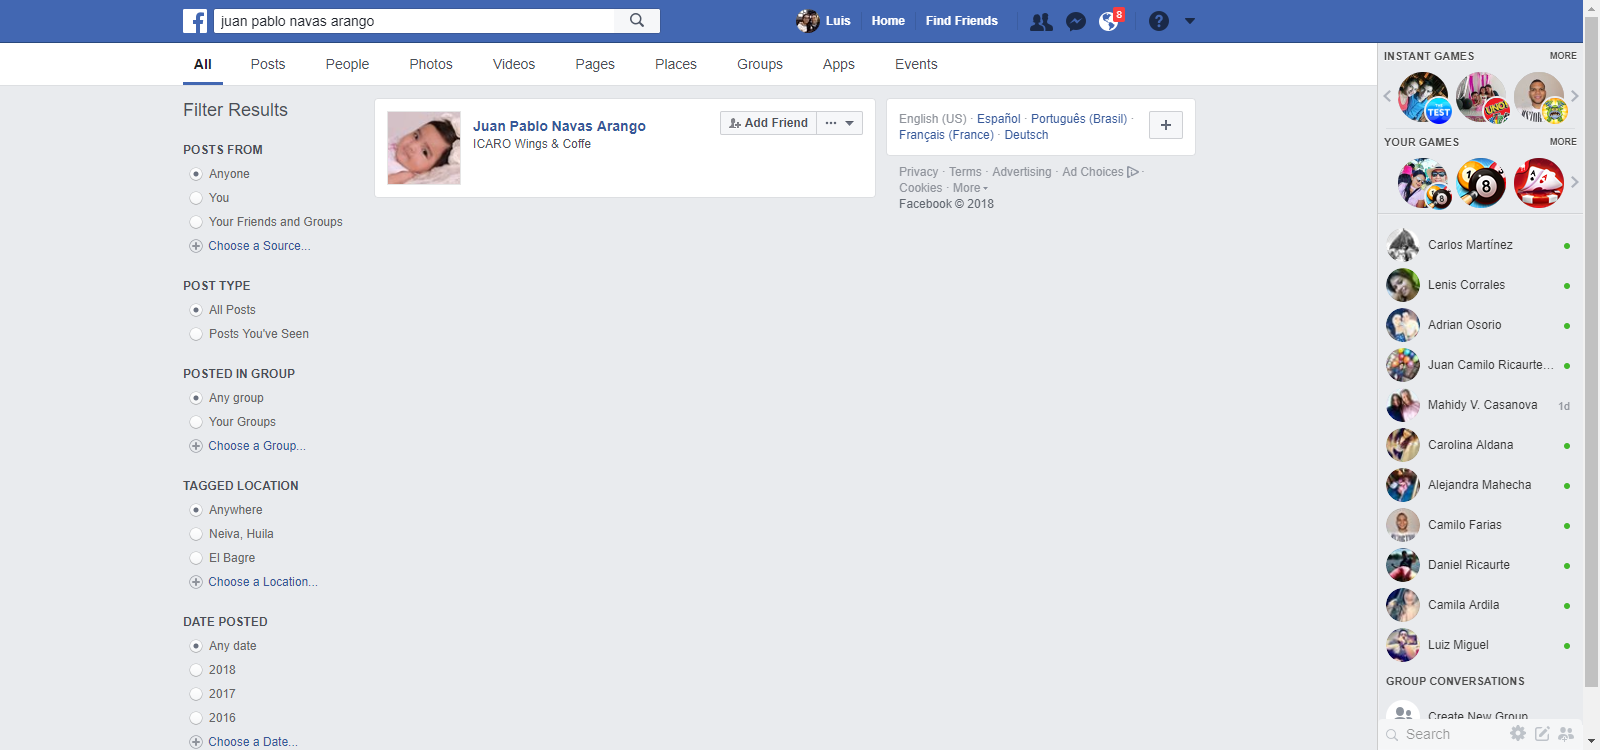 juan pablo navas arango
Luis
Home
Find Friends
8
All
Posts
People
Photos
Videos
Pages
Places
Groups
Apps
Events
Filter Results
POSTS FROM
Anyone
You
Your Friends and Groups
Choose a Source...
POST TYPE
All Posts
Posts You've Seen
POSTED IN GROUP
Any group
Your Groups
Choose a Group...
TAGGED LOCATION
Anywhere
Neiva, Huila
El Bagre
Choose a Location...
DATE POSTED
Any date
2018
2017
2016
Choose a Date...
Juan Pablo Navas Arango
ICARO Wings & Coffe
Add Friend
English (US) · Español · Português (Brasil) ·
Français (France) · Deutsch
Privacy · Terms · Advertising · Ad Choices ·
Cookies · More
Facebook © 2018
INSTANT GAMES
MORE
THE TEST
UNO
YOUR GAMES
MORE
8
8
A A
Carlos Martínez
Lenis Corrales
Adrian Osorio
Juan Camilo Ricaurte...
Mahidy V. Casanova 1d
Carolina Aldana
Alejandra Mahecha
Camilo Farias
Daniel Ricaurte
Camila Ardila
Luiz Miguel
GROUP CONVERSATIONS
Create New Group
Search